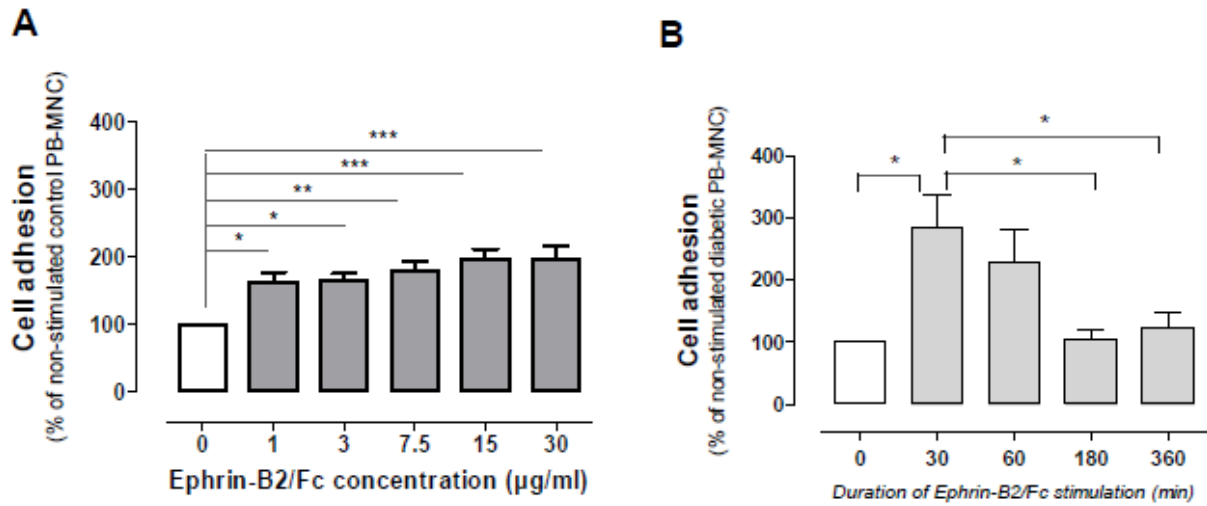 A
Cell adhesion
(% of non-stimulated control PB-MNC)
400
300
200
100
0
***
***
**
*
*
0 1 3 7.5 15 30
Ephrin-B2/Fc concentration (µg/ml)
B
Cell adhesion
(% of non-stimulated diabetic PB-MNC)
400
300
200
100
0
*
*
*
0 30 60 180 360
Duration of Ephrin-B2/Fc stimulation (min)